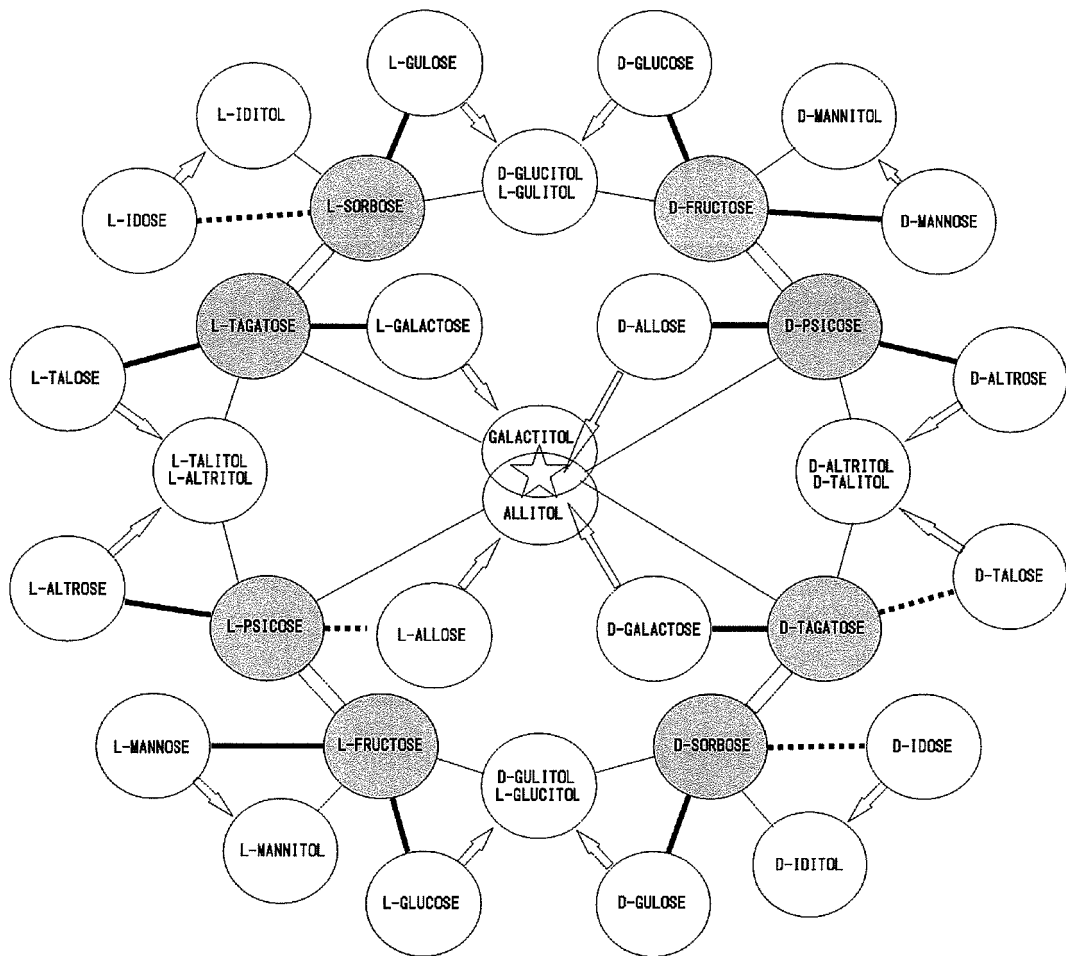 L-GULOSE
D-GLUCOSE
L-IDITOL
D-MANNITOL
D-GLUCITOL
L-GULITOL
L-IDOSE
L-SORBOSE
D-FRUCTOSE
D-MANNOSE
L-TAGATOSE
L-GALACTOSE
D-ALLOSE
D-PSICOSE
L-TALOSE
D-ALTROSE
GALACTITOL
L-TALITOL
L-ALTRITOL
D-ALTRITOL
D-TALITOL
ALLITOL
L-ALTROSE
D-TALOSE
L-PSICOSE
L-ALLOSE
D-GALACTOSE
D-TAGATOSE
L-MANNOSE
L-FRUCTOSE
D-SORBOSE
D-IDOSE
D-GULITOL
L-GLUCITOL
L-MANNITOL
D-IDITOL
L-GLUCOSE
D-GULOSE